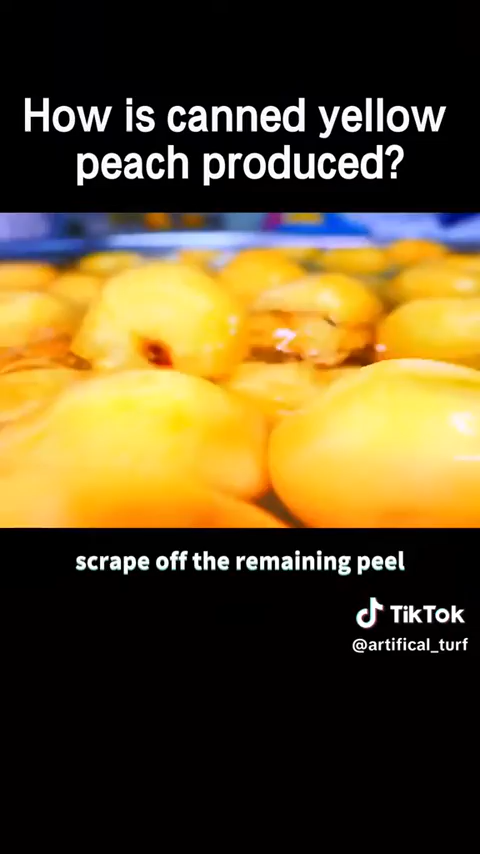 How is canned yellow
peach produced?
scrape off the remaining peel
TikTok
@artifical_turf